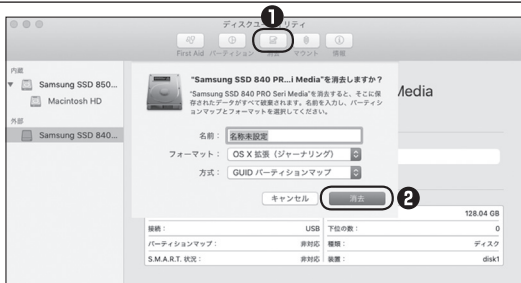 ❶
ディスクユーティリティ
First Aid パーティション 消去 マウント 情報
内蔵
Samsung SSD 850...
Macintosh HD
外部
Samsung SSD 840...
Media
"Samsung SSD 840 PR...i Media"を消去しますか？
"Samsung SSD 840 PRO Seri Media"を消去すると、そこに保
存されたデータがすべて破棄されます。名前を入力し、パーティシ
ョンマップとフォーマットを選択してください。
名前： 名称未設定
フォーマット： OS X 拡張（ジャーナリング）
方式： GUID パーティションマップ
キャンセル 消去 ❷
128.04 GB
接続： USB 下位の数： 0
パーティションマップ： 非対応 種類： ディスク
S.M.A.R.T. 状況： 非対応 装置： disk1